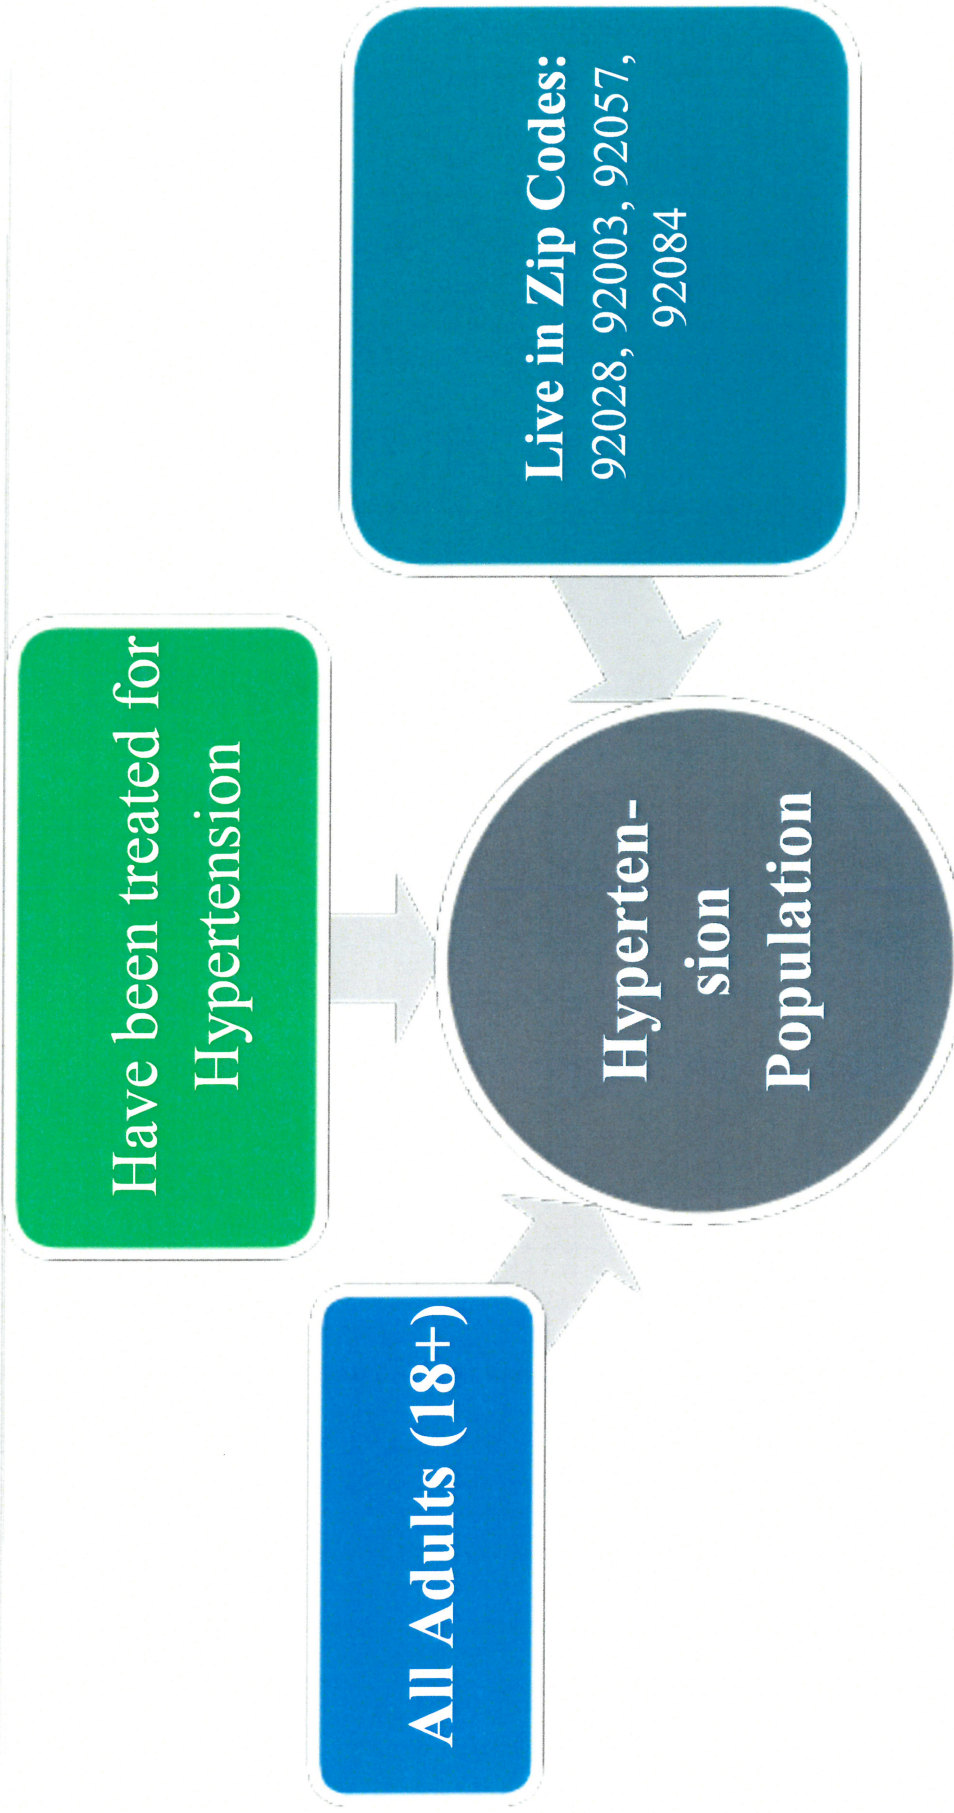 All Adults (18+)
Have been treated for
Hypertension
Live in Zip Codes:
92028, 92003, 92057,
92084
Hyperten-
sion
Population